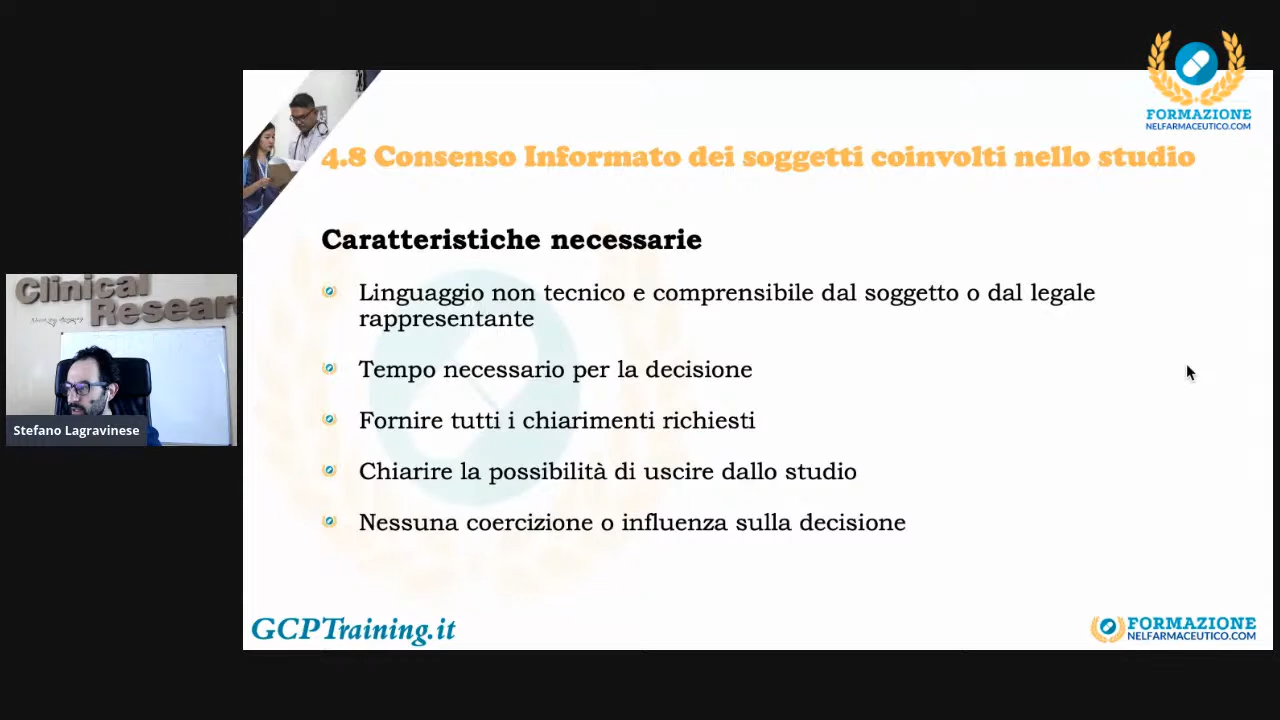 FORMAZIONE
NELFARMACEUTICO.COM
4.8 Consenso Informato dei soggetti coinvolti nello studio
Caratteristiche necessarie
Linguaggio non tecnico e comprensibile dal soggetto o dal legale
rappresentante
Tempo necessario per la decisione
Fornire tutti i chiarimenti richiesti
Chiarire la possibilità di uscire dallo studio
Nessuna coercizione o influenza sulla decisione
Clinical
Resear
Stefano Lagravinese
GCPTraining.it
FORMAZIONE
NELFARMACEUTICO.COM